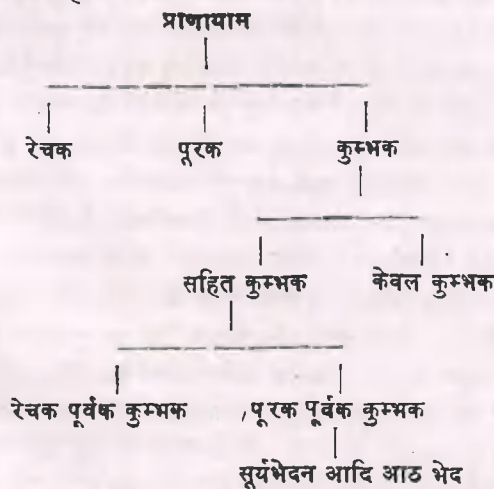 प्राणायाम
रेचक पूरक कुम्भक
सहित कुम्भक केवल कुम्भक
रेचक पूर्वक कुम्भक पूरक पूर्वक कुम्भक
सूर्यभेदन आदि आठ भेद